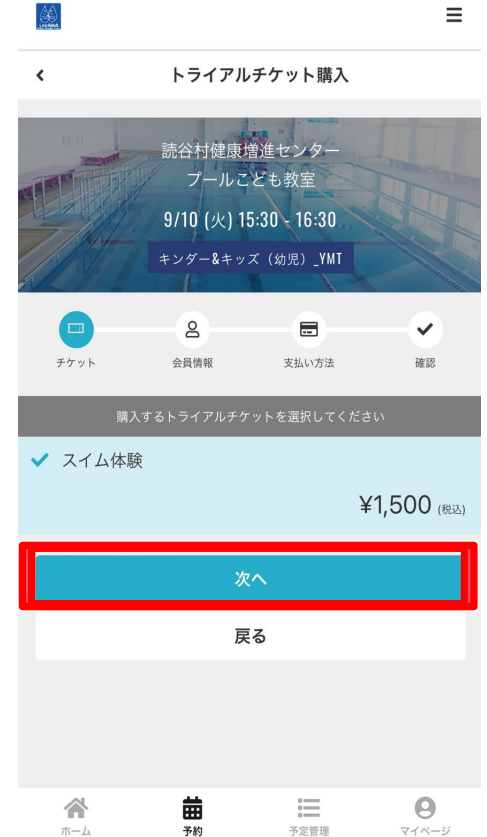 トライアルチケット購入
読谷村健康増進センター
プールこども教室
9/10 (火) 15:30 - 16:30
キンダー&キッズ（幼児）_YMT
チケット
会員情報
支払い方法
確認
購入するトライアルチケットを選択してください
スイム体験
¥1,500 (税込)
次へ
戻る
ホーム
予約
予定管理
マイページ